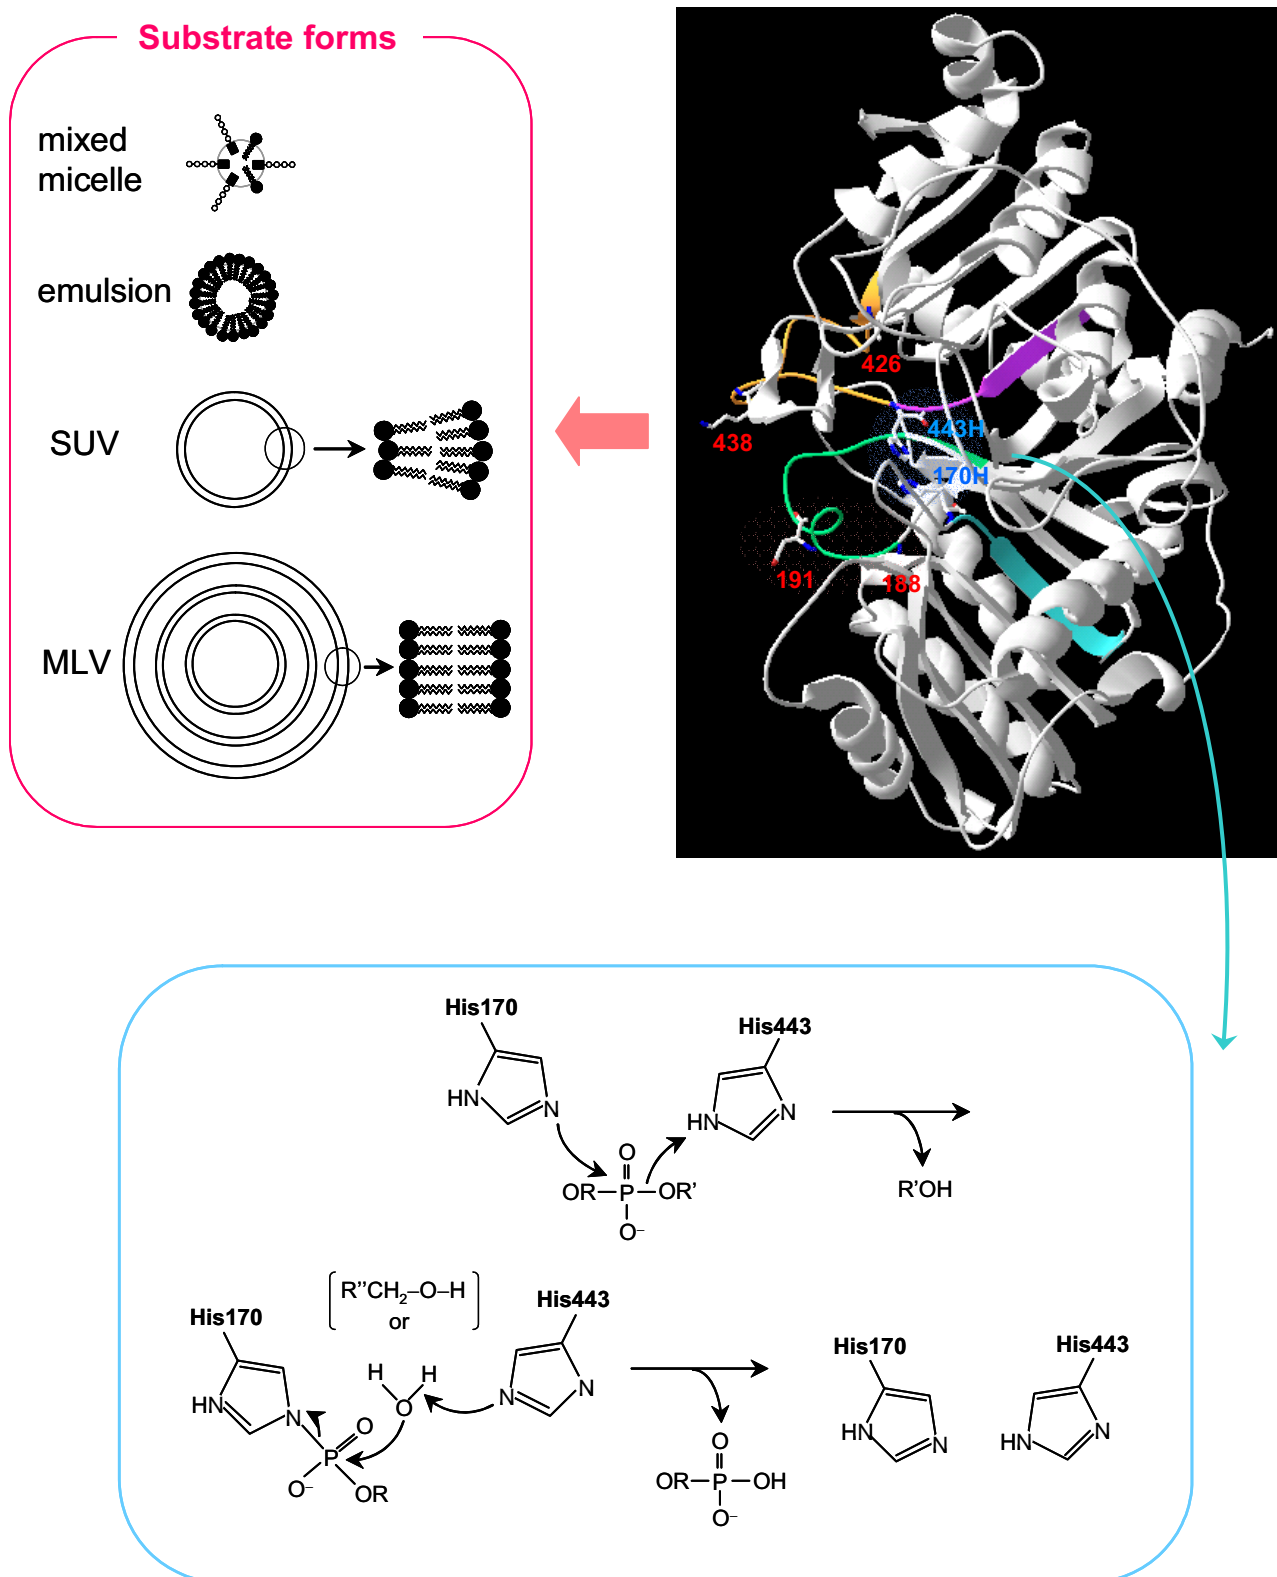 Substrate forms
mixed
micelle
emulsion
SUV
MLV
426
438
443H
170H
191
188
His170
His443
HN
N
HN
N
O
OR–P–OR'
O–
R'OH
R''CH2–O–H
or
His170
His443
H
H
HN
N
O
N
N
O
P
O–
OR
O
OR–P–OH
O–
His170
His443
HN
N
HN
N